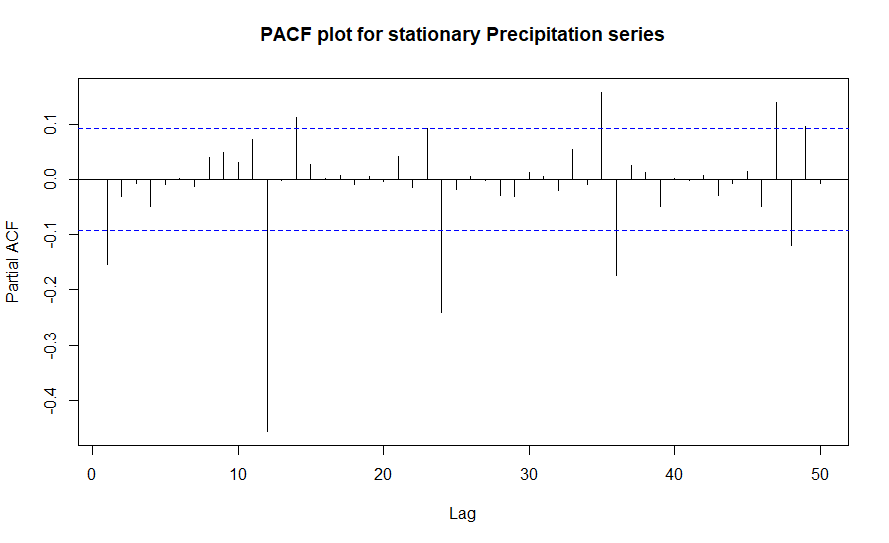 PACF plot for stationary Precipitation series
Partial ACF
0.1
0.0
-0.1
-0.2
-0.3
-0.4
0 10 20 30 40 50
Lag